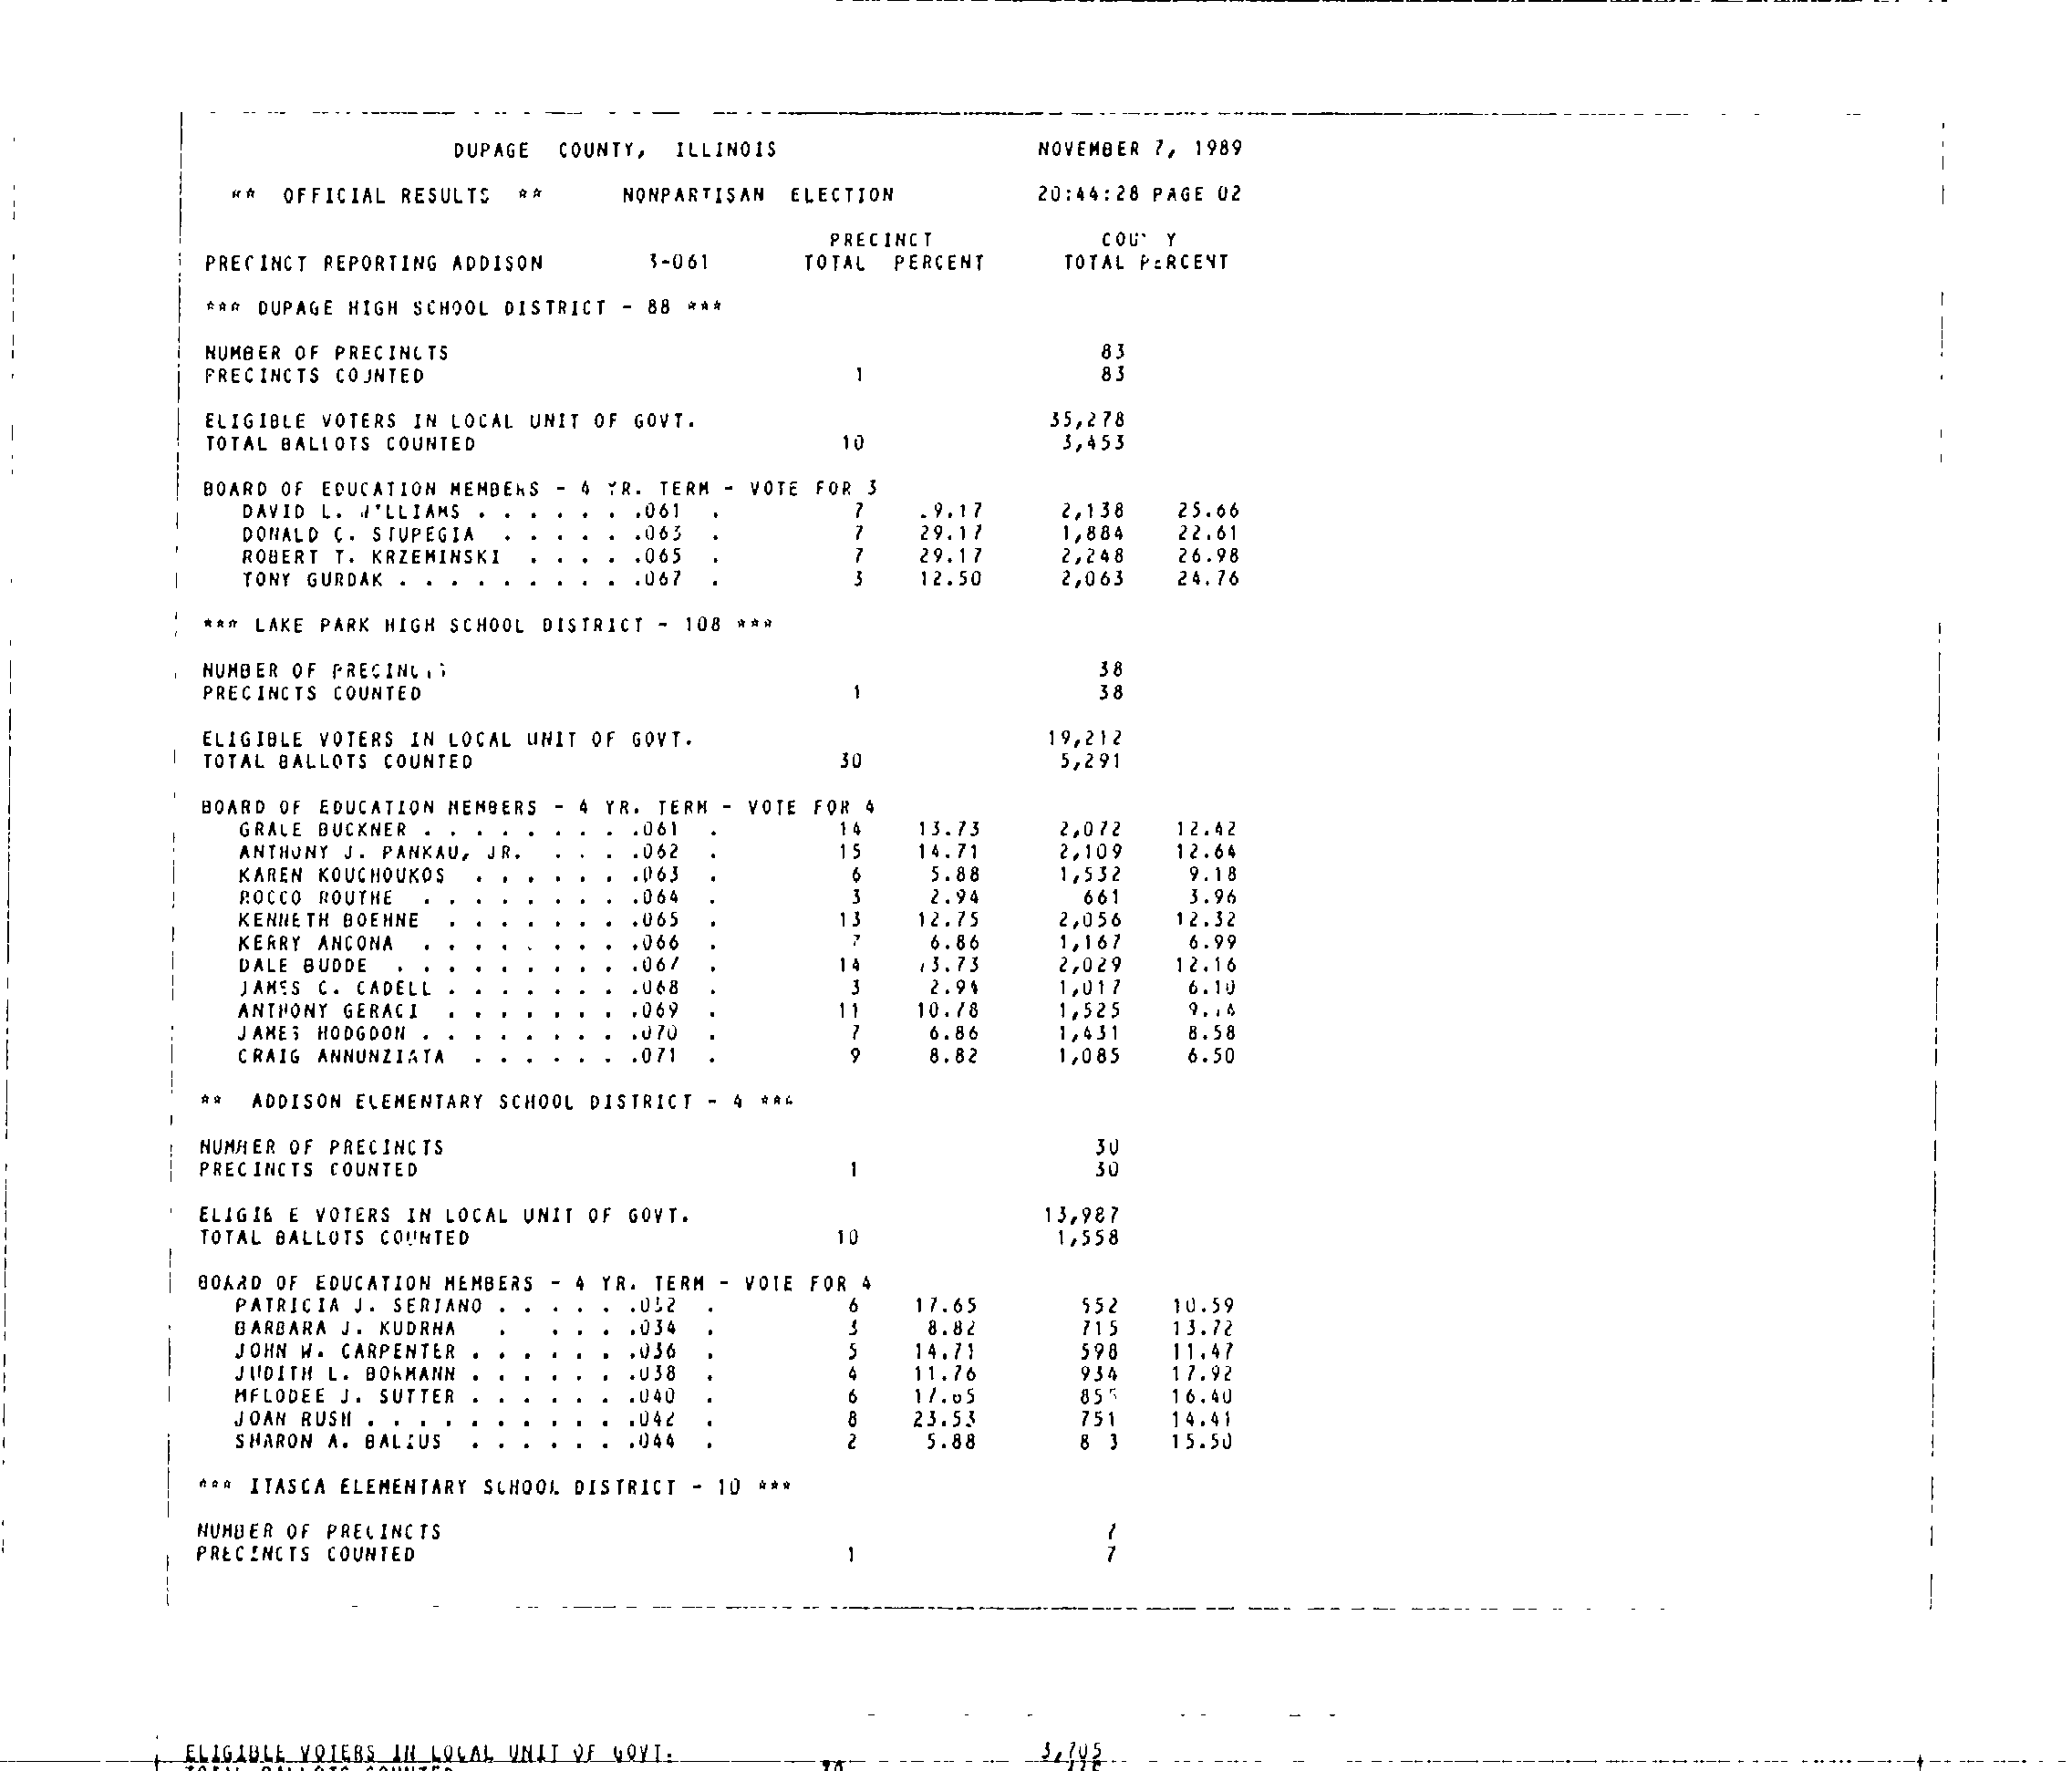 DUPAGE COUNTY, ILLINOIS NOVEMBER 7, 1989
** OFFICIAL RESULTS ** NONPARTISAN ELECTION 20:44:28 PAGE 02
PRECINCT COU Y
PRECINCT REPORTING ADDISON 3-061 TOTAL PERCENT TOTAL PERCENT
*** DUPAGE HIGH SCHOOL DISTRICT - 88 ***
NUMBER OF PRECINCTS 83
PRECINCTS COUNTED 1 83
ELIGIBLE VOTERS IN LOCAL UNIT OF GOVT. 35,278
TOTAL BALLOTS COUNTED 10 3,453
BOARD OF EDUCATION MEMBERS - 4 YR. TERM - VOTE FOR 3
DAVID L. WILLIAMS . . . . . . .061 . 7 .9.17 2,138 25.66
DONALD C. STUPEGIA . . . . . .063 . 7 29.17 1,884 22.61
ROBERT T. KRZEMINSKI . . . . .065 . 7 29.17 2,248 26.98
TONY GURDAK . . . . . . . . . .067 . 3 12.50 2,063 24.76
*** LAKE PARK HIGH SCHOOL DISTRICT - 108 ***
NUMBER OF PRECINCTS 38
PRECINCTS COUNTED 1 38
ELIGIBLE VOTERS IN LOCAL UNIT OF GOVT. 19,212
TOTAL BALLOTS COUNTED 30 5,291
BOARD OF EDUCATION MEMBERS - 4 YR. TERM - VOTE FOR 4
GRALE BUCKNER . . . . . . . . .061 . 14 13.73 2,072 12.42
ANTHONY J. PANKAU, JR. . . . .062 . 15 14.71 2,109 12.64
KAREN KOUCHOUKOS . . . . . . .063 . 6 5.88 1,532 9.18
ROCCO ROUTHE . . . . . . . . .064 . 3 2.94 661 3.96
KENNETH BOEHNE . . . . . . . .065 . 13 12.75 2,056 12.32
KERRY ANCONA . . . . . . . . .066 . 7 6.86 1,167 6.99
DALE BUDDE . . . . . . . . . .067 . 14 13.73 2,029 12.16
JAMES C. CADELL . . . . . . . .068 . 3 2.94 1,017 6.10
ANTHONY GERACI . . . . . . . .069 . 11 10.78 1,525
JAMES HODGDON . . . . . . . . .070 . 7 6.86 1,431 8.58
CRAIG ANNUNZIATA . . . . . . .071 . 9 8.82 1,085 6.50
** ADDISON ELEMENTARY SCHOOL DISTRICT - 4 ***
NUMBER OF PRECINCTS 30
PRECINCTS COUNTED 1 30
ELIGIB E VOTERS IN LOCAL UNIT OF GOVT. 13,987
TOTAL BALLOTS COUNTED 10 1,558
BOARD OF EDUCATION MEMBERS - 4 YR. TERM - VOTE FOR 4
PATRICIA J. SERIANO . . . . . .032 . 6 17.65 552 10.59
BARBARA J. KUDRNA . . . . .034 . 3 8.82 715 13.72
JOHN W. CARPENTER . . . . . . .036 . 5 14.71 598 11.47
JUDITH L. BORMANN . . . . . . .038 . 4 11.76 934 17.92
MELODEE J. SUTTER . . . . . . .040 . 6 17.65 855 16.40
JOAN RUSH . . . . . . . . . . .042 . 8 23.53 751 14.41
SHARON A. BALIUS . . . . . . .044 . 2 5.88 8 3 15.50
*** ITASCA ELEMENTARY SCHOOL DISTRICT - 10 ***
NUMBER OF PRECINCTS 7
PRECINCTS COUNTED 1 7
ELIGIBLE VOTERS IN LOCAL UNIT OF GOVT. 3,705